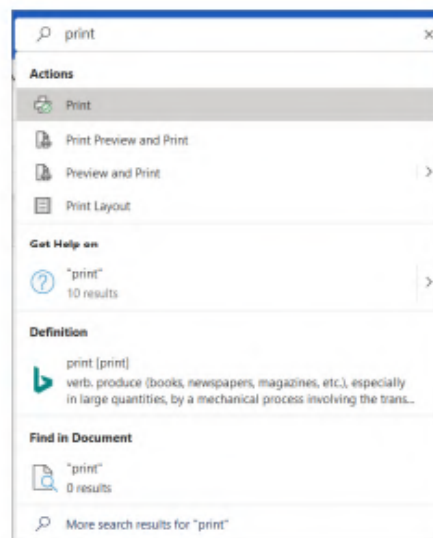 print
Actions
Print
Print Preview and Print
Preview and Print
Print Layout
Get Help on
"print"
10 results
Definition
print [print]
verb. produce (books, newspapers, magazines, etc.), especially
in large quantities, by a mechanical process involving the trans...
Find in Document
"print"
0 results
More search results for "print"